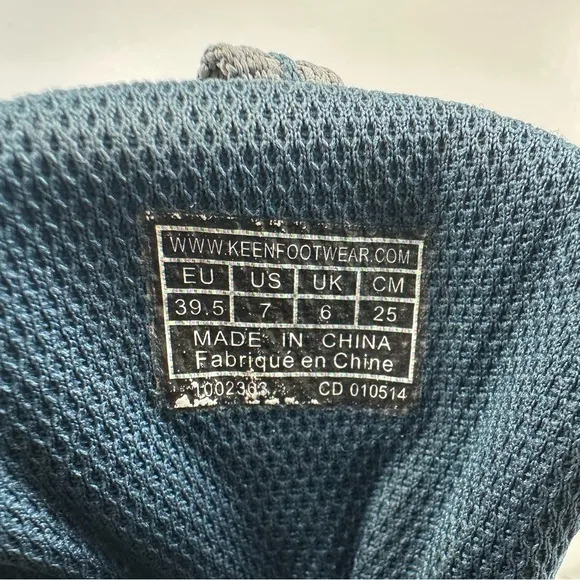 WWW.KEENFOOTWEAR.COM
EU US UK CM
39.5 7 6 25
MADE IN CHINA
Fabriqué en Chine
1002303 CD 010514